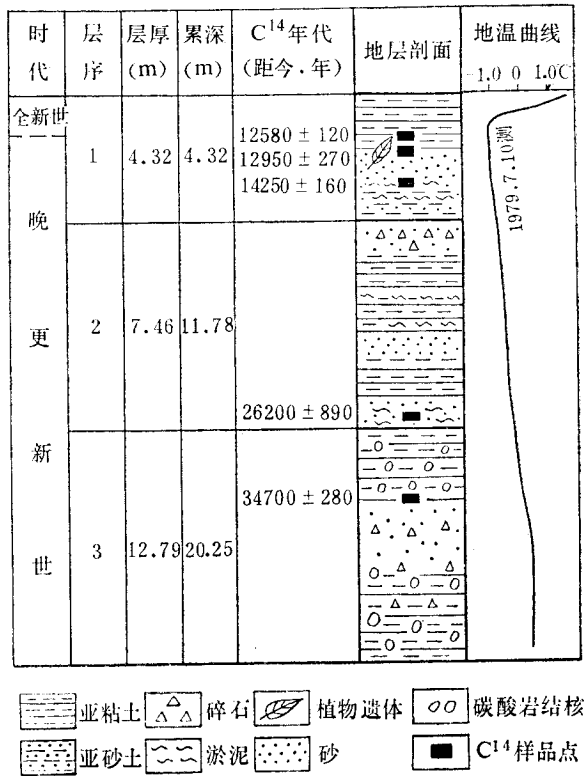 时代 层序 层厚(m) 累深(m) C¹⁴年代(距今·年) 地层剖面 地温曲线
-1.0 0 1.0℃
全新世
晚更新世
1 4.32 4.32
12580±120
12950±270
14250±160
1979.7.10测
2 7.46 11.78
26200±890
34700±280
3 12.79 20.25
亚粘土 碎石 植物遗体 碳酸岩结核
亚砂土 淤泥 砂 C¹⁴样品点